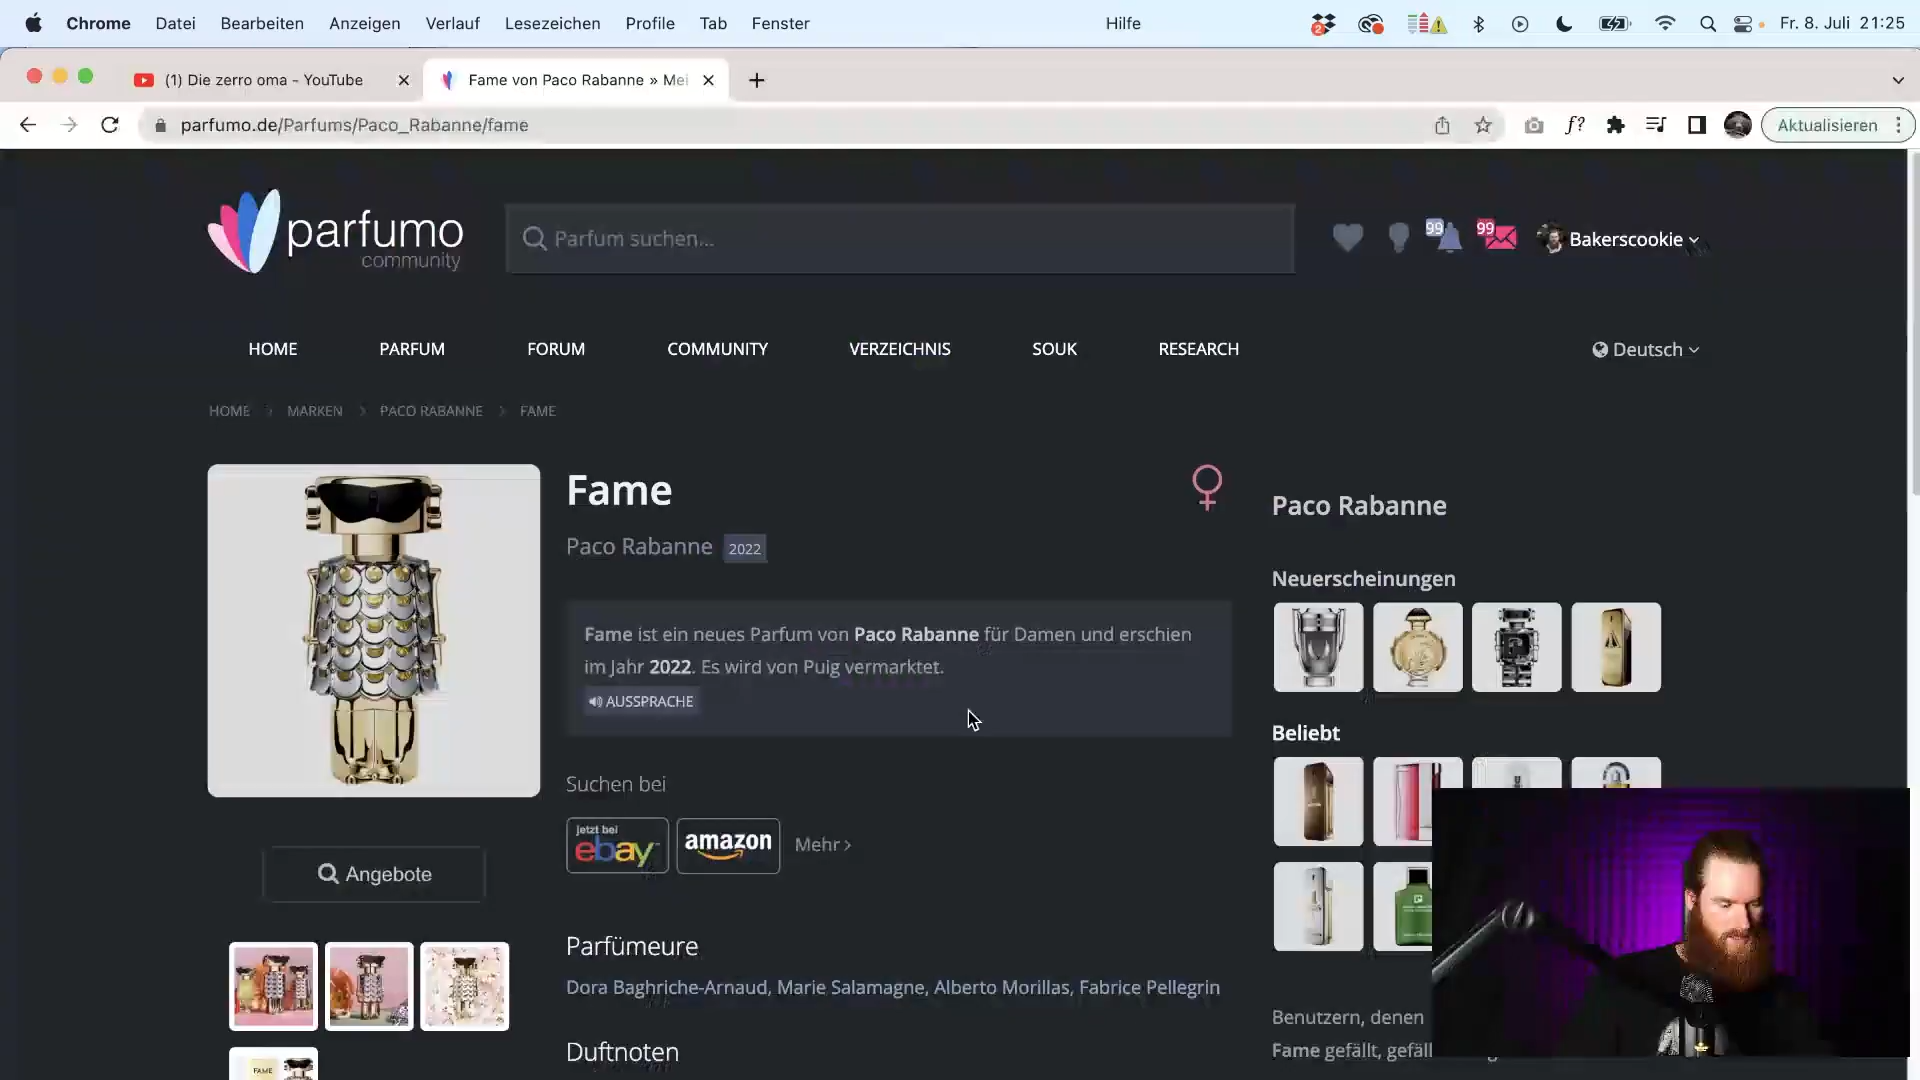 Chrome Datei Bearbeiten Anzeigen Verlauf Lesezeichen Profile Tab Fenster Hilfe Fr. 8. Juli 21:25
2
(1) Die zerro oma - YouTube
Fame von Paco Rabanne » Mei
parfumo.de/Parfums/Paco_Rabanne/fame
f?
Aktualisieren
parfumo
community
Parfum suchen...
99
99
Bakerscookie
HOME PARFUM FORUM COMMUNITY VERZEICHNIS SOUK RESEARCH Deutsch
HOME > MARKEN > PACO RABANNE > FAME
Fame
Paco Rabanne 2022
Fame ist ein neues Parfum von Paco Rabanne für Damen und erschien
im Jahr 2022. Es wird von Puig vermarktet.
AUSSPRACHE
Suchen bei
jetzt bei
ebay
amazon
Mehr >
Angebote
Parfümeure
Dora Baghriche-Arnaud, Marie Salamagne, Alberto Morillas, Fabrice Pellegrin
Duftnoten
FAME
Paco Rabanne
Neuerscheinungen
Beliebt
Benutzern, denen
Fame gefällt, gefäll